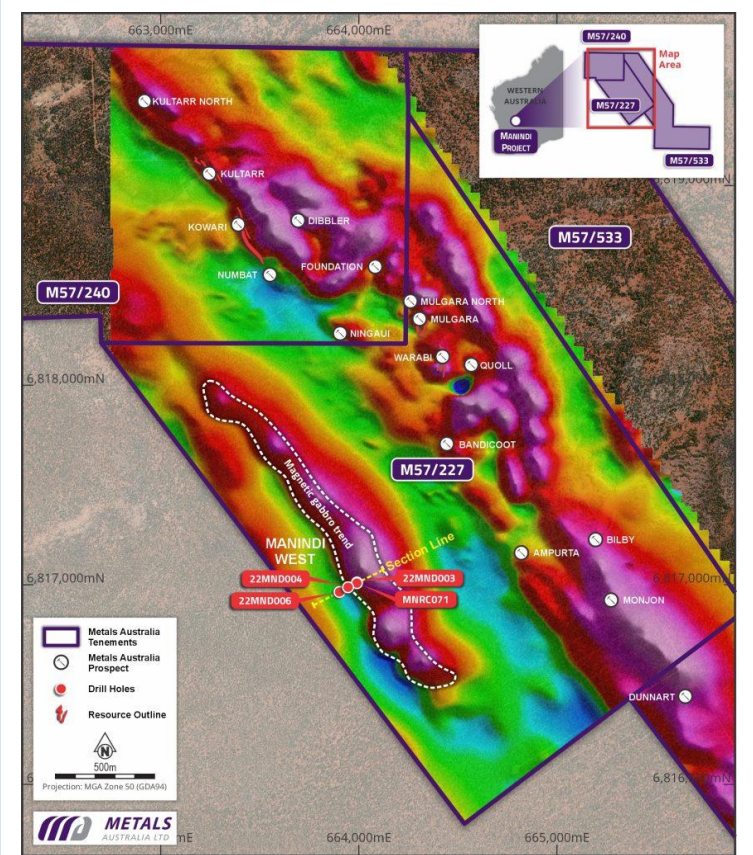 663,000mE
664,000mE
M57/240
Map
Area
WESTERN
AUSTRALIA
M57/227
MANINDI
PROJECT
M57/533
6,819,000mN
KULTARR NORTH
KULTARR
DIBBLER
KOWARI
M57/533
FOUNDATION
NUMBAT
M57/240
MULGARA NORTH
MULGARA
NINGAUI
WARABI
QUOLL
6,818,000mN
BANDICOOT
M57/227
Magnetic gabbro trend
MANINDI
WEST
Section Line
BILBY
AMPURTA
22MND004
22MND003
6,817,000mN
22MND006
MNRC071
MONJON
DUNNART
Metals Australia
Tenements
Metals Australia
Prospect
Drill Holes
Resource Outline
N
500m
Projection: MGA Zone 50 (GDA94)
METALS
AUSTRALIA LTD
664,000mE
665,000mE